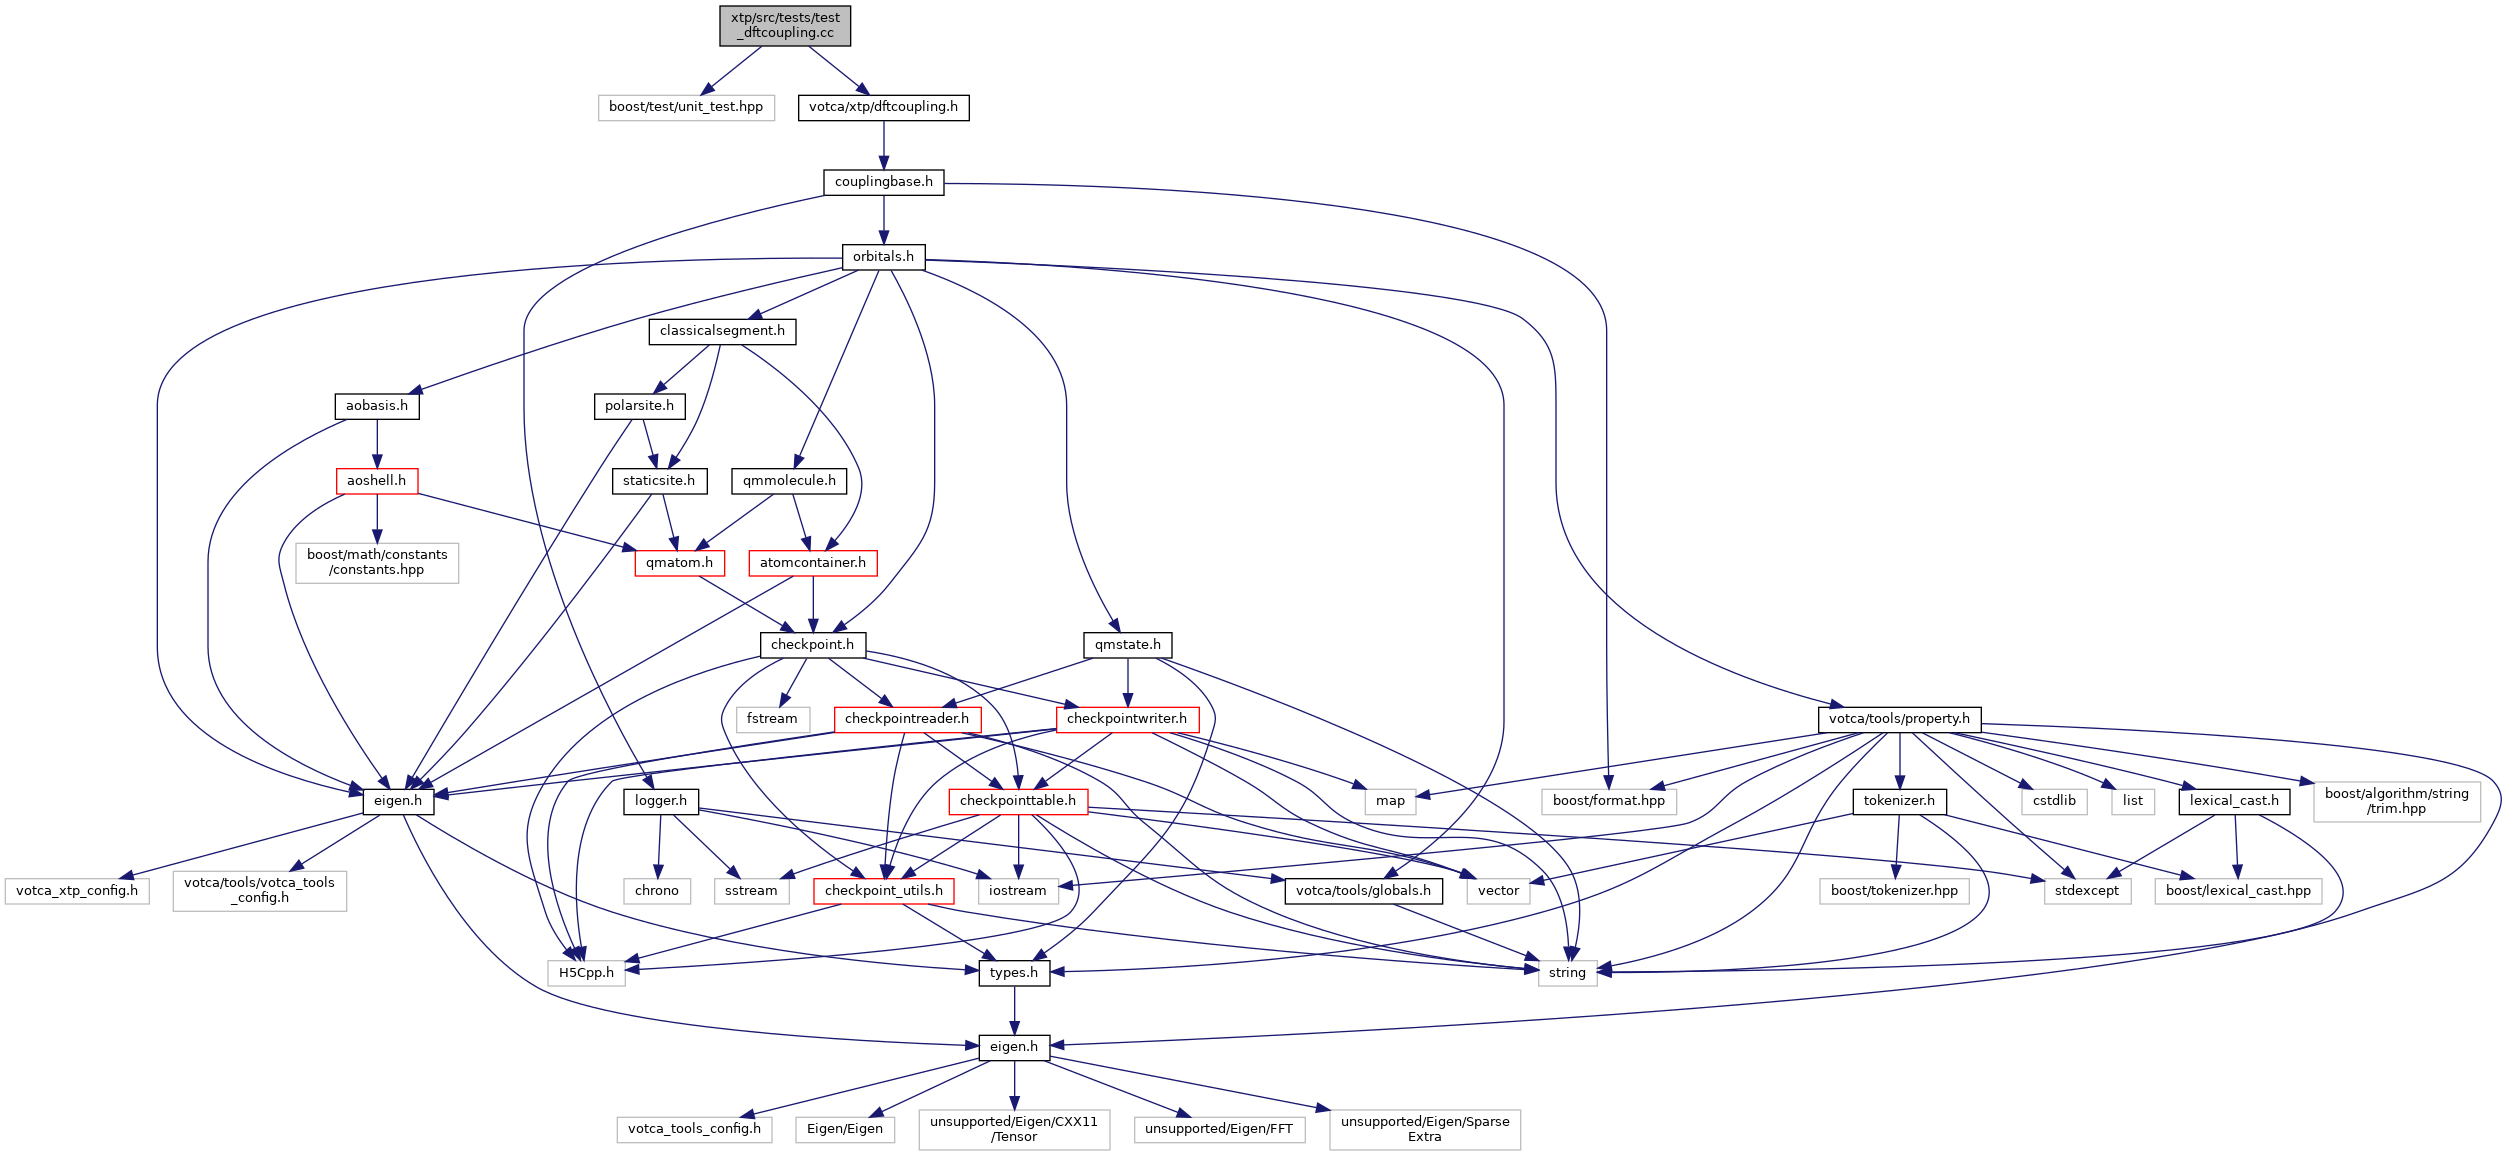 xtp/src/tests/test
_dftcoupling.cc
boost/test/unit_test.hpp
votca/xtp/dftcoupling.h
couplingbase.h
orbitals.h
classicalsegment.h
aobasis.h
polarsite.h
aoshell.h
staticsite.h
qmmolecule.h
boost/math/constants
/constants.hpp
qmatom.h
atomcontainer.h
checkpoint.h
qmstate.h
fstream
checkpointreader.h
checkpointwriter.h
votca/tools/property.h
eigen.h
logger.h
checkpointtable.h
map
boost/format.hpp
tokenizer.h
cstdlib
list
lexical_cast.h
boost/algorithm/string
/trim.hpp
votca_xtp_config.h
votca/tools/votca_tools
_config.h
chrono
sstream
checkpoint_utils.h
iostream
votca/tools/globals.h
vector
boost/tokenizer.hpp
stdexcept
boost/lexical_cast.hpp
H5Cpp.h
types.h
string
eigen.h
votca_tools_config.h
Eigen/Eigen
unsupported/Eigen/CXX11
/Tensor
unsupported/Eigen/FFT
unsupported/Eigen/Sparse
Extra